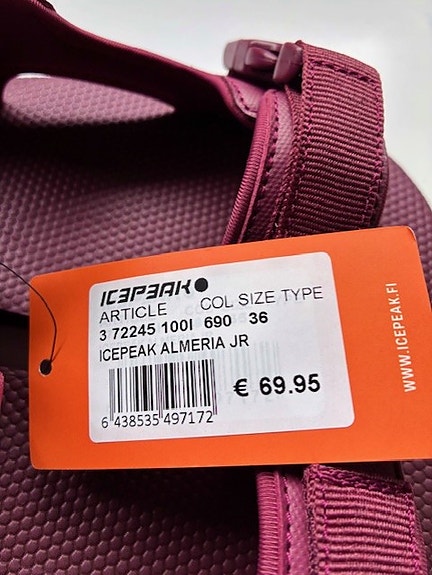 ICEPEAK
ARTICLE COL SIZE TYPE
3 72245 100I 690 36
ICEPEAK ALMERIA JR
€ 69.95
6 438535 497172
WWW.ICEPEAK.FI